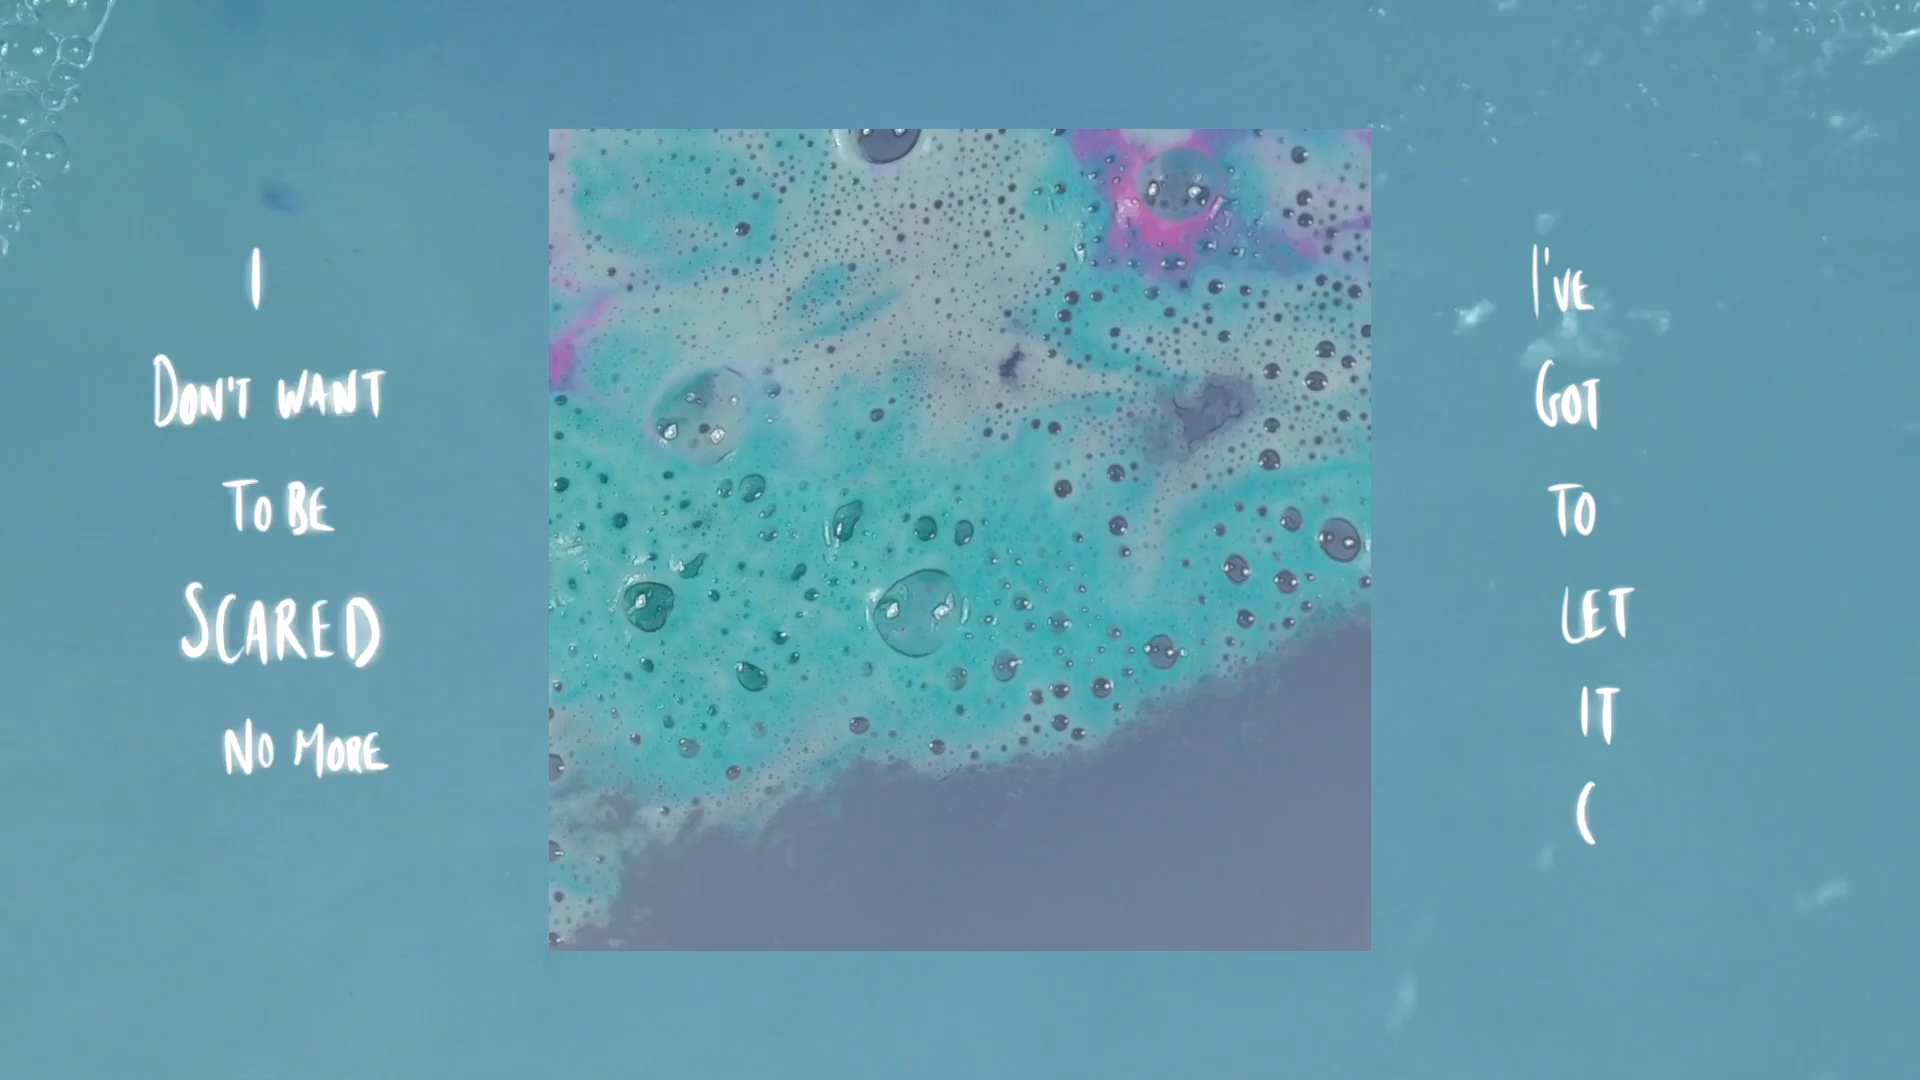 I
DON'T WANT
TO BE
SCARED
NO MORE
I'VE
GOT
TO
LET
IT
(